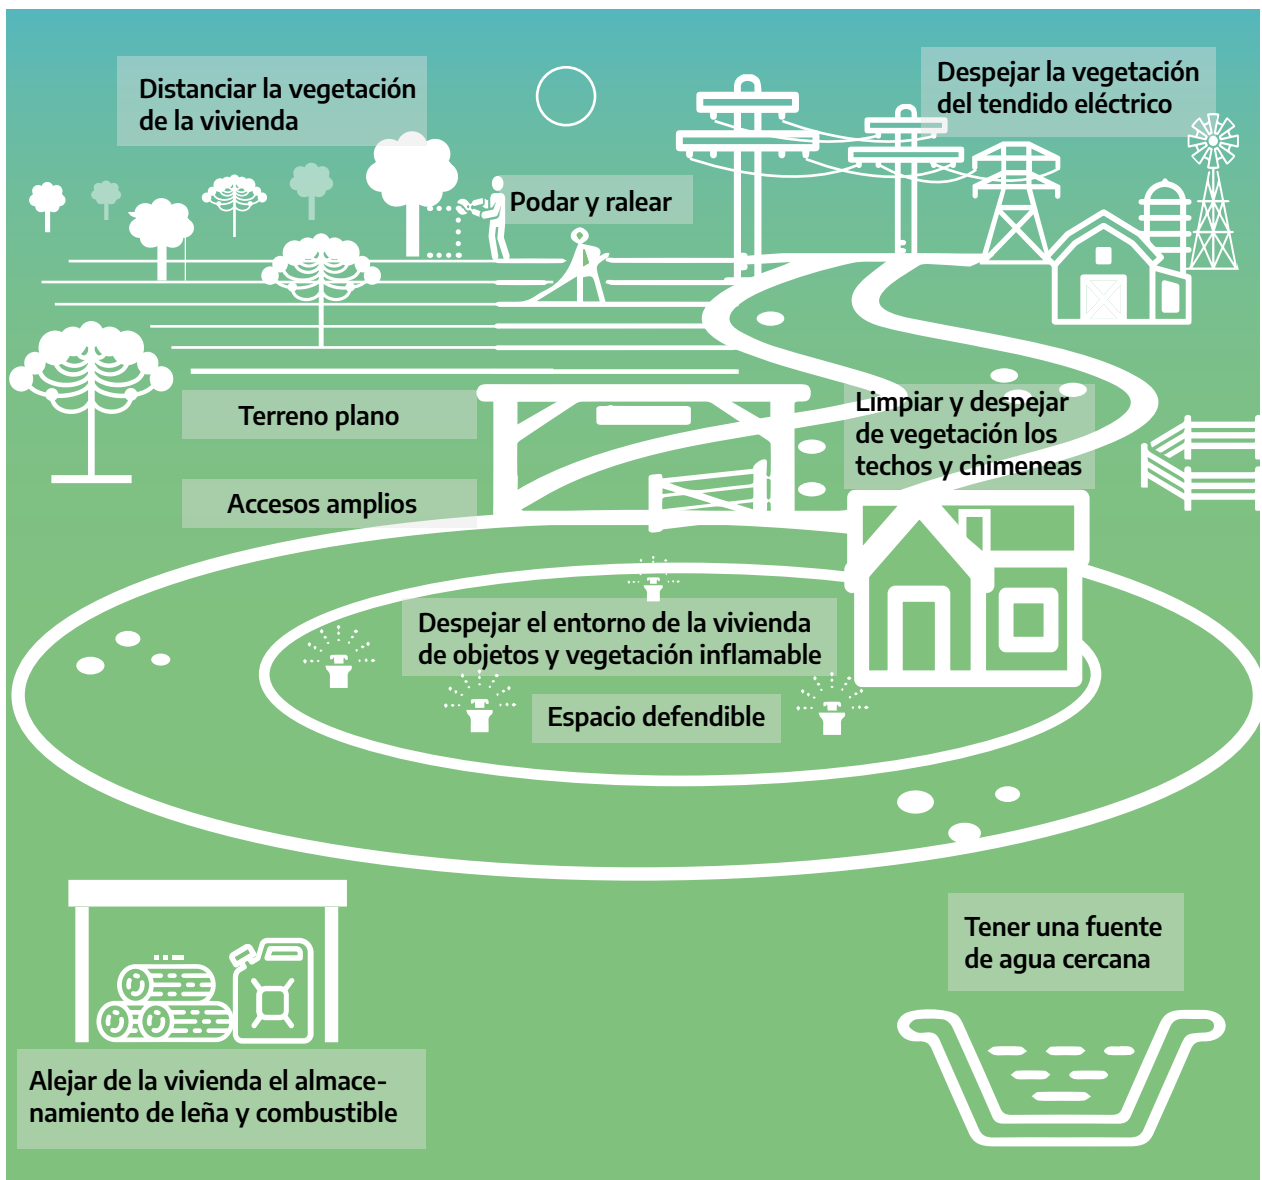 Distanciar la vegetación
de la vivienda
Despejar la vegetación
del tendido eléctrico
Podar y ralear
Terreno plano
Limpiar y despejar
de vegetación los
techos y chimeneas
Accesos amplios
Despejar el entorno de la vivienda
de objetos y vegetación inflamable
Espacio defendible
Tener una fuente
de agua cercana
Alejar de la vivienda el almace-
namiento de leña y combustible